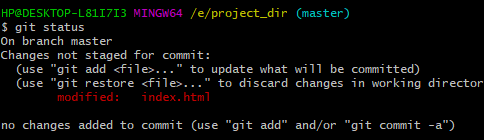 HP@DESKTOP-L81I7I3 MINGW64 /e/project_dir (master)
$ git status
On branch master
Changes not staged for commit:
  (use "git add <file>..." to update what will be committed)
  (use "git restore <file>..." to discard changes in working director
        modified:   index.html

no changes added to commit (use "git add" and/or "git commit -a")